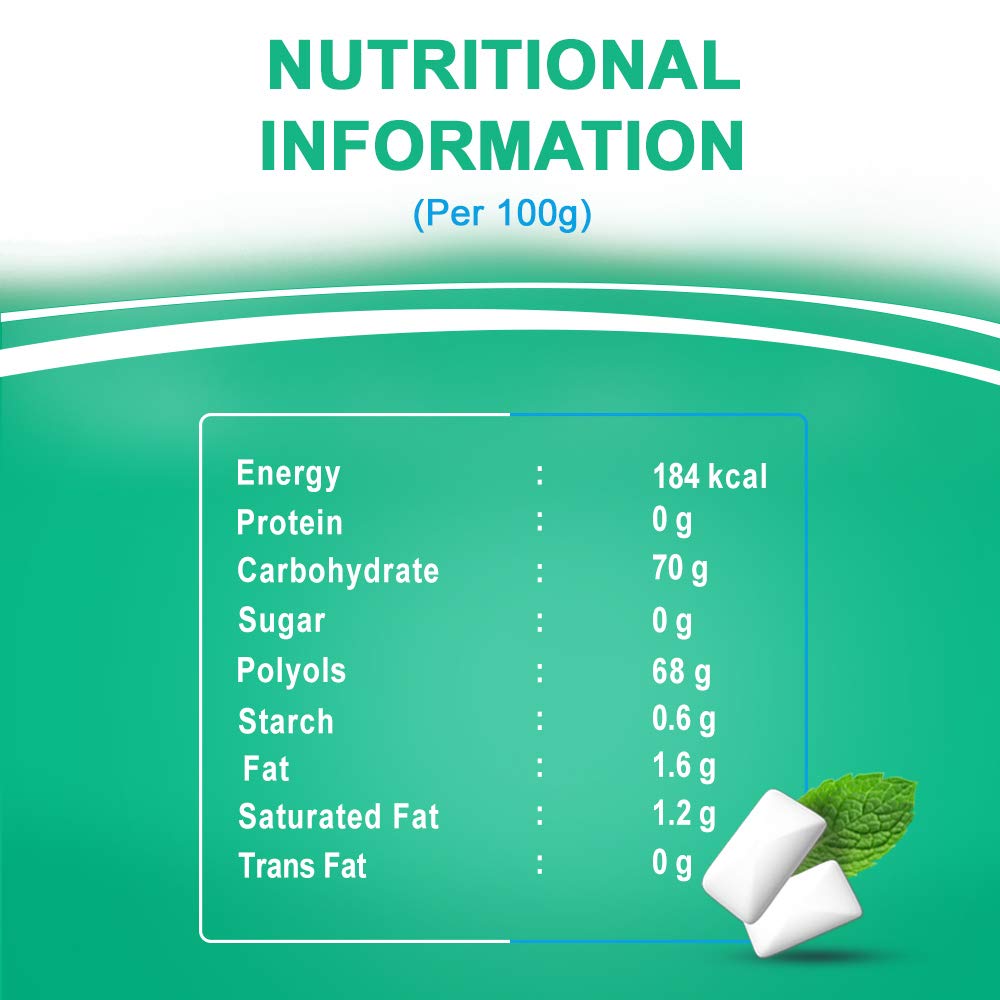 NUTRITIONAL
INFORMATION
(Per 100g)
Energy : 184 kcal
Protein : 0 g
Carbohydrate : 70 g
Sugar : 0 g
Polyols : 68 g
Starch : 0.6 g
Fat : 1.6 g
Saturated Fat : 1.2 g
Trans Fat : 0 g